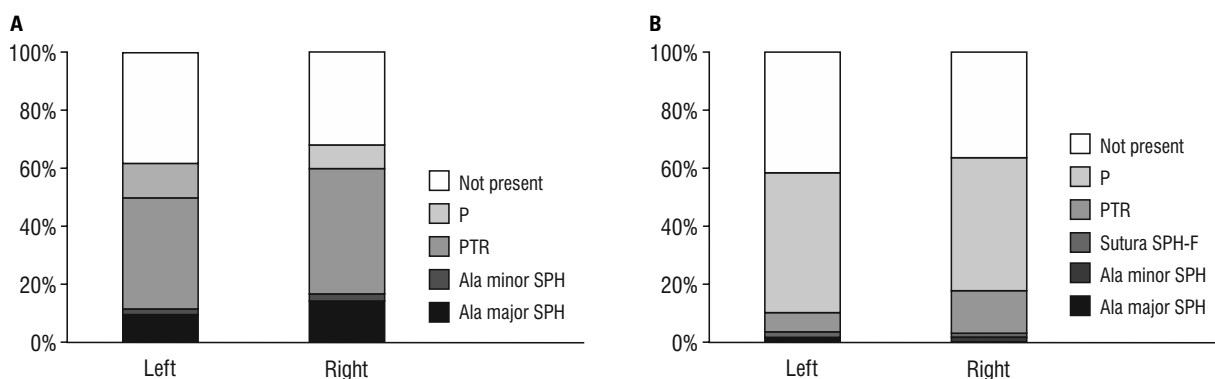 A
100%
80%
60%
40%
20%
0%
Left
Right
Not present
P
PTR
Ala minor SPH
Ala major SPH
B
100%
80%
60%
40%
20%
0%
Left
Right
Not present
P
PTR
Sutura SPH-F
Ala minor SPH
Ala major SPH